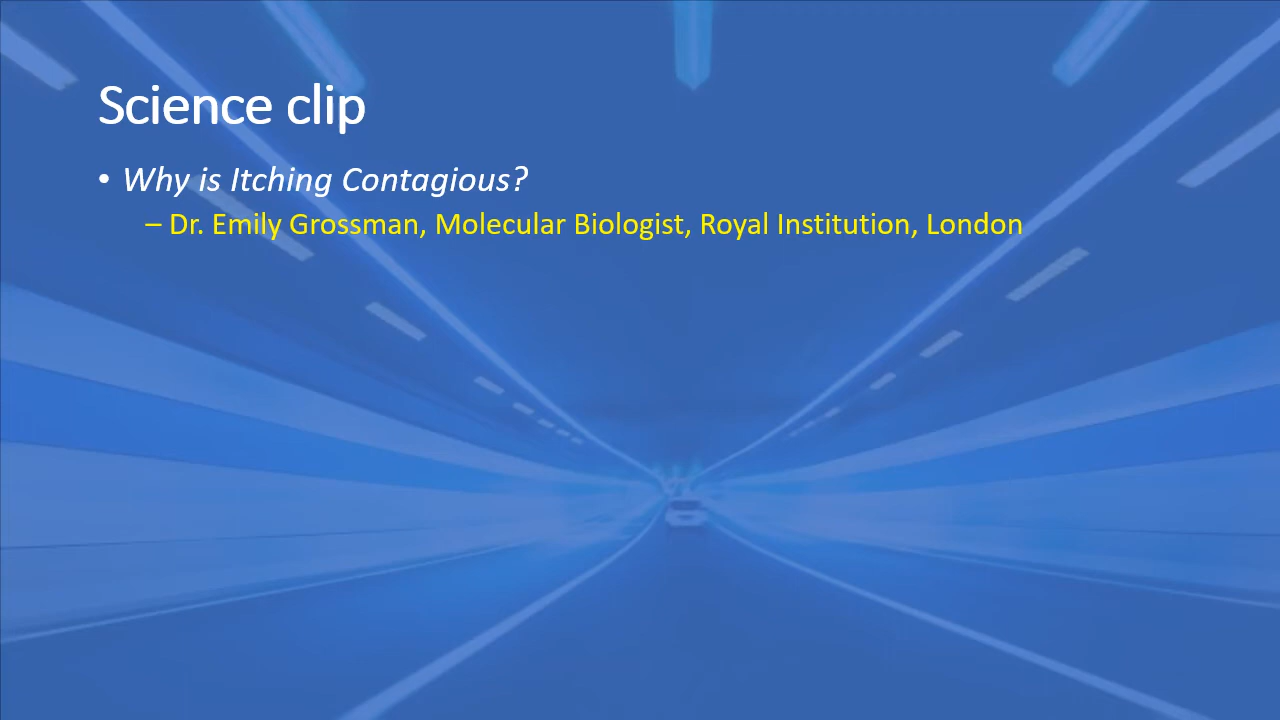 Science clip
• Why is Itching Contagious?
– Dr. Emily Grossman, Molecular Biologist, Royal Institution, London